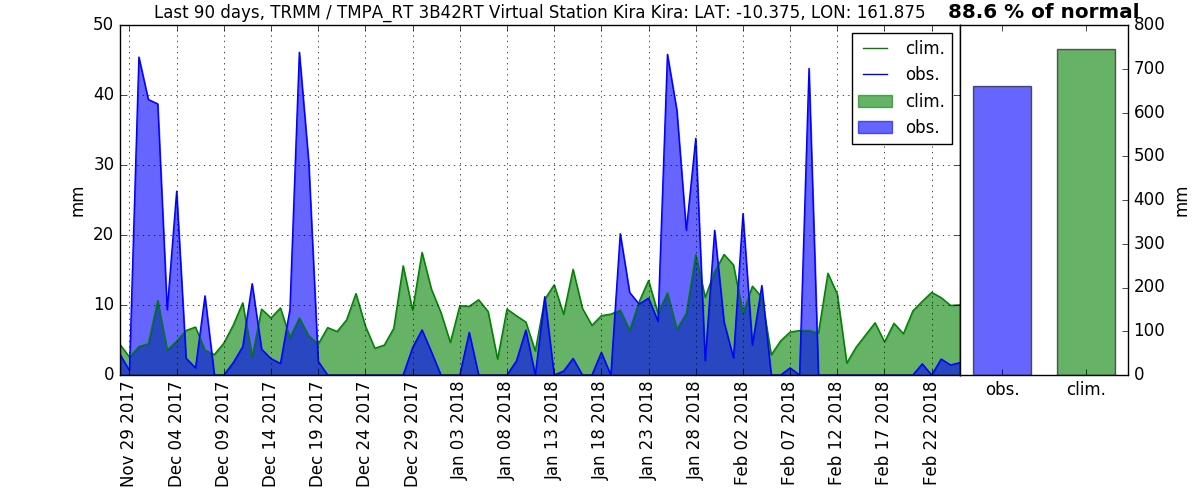 Last 90 days, TRMM / TMPA_RT 3B42RT Virtual Station Kira Kira: LAT: -10.375, LON: 161.875
88.6 % of normal
50
40
30
20
10
0
mm
clim.
obs.
clim.
obs.
800
700
600
500
400
300
200
100
0
mm
obs.
clim.
Nov 29 2017
Dec 04 2017
Dec 09 2017
Dec 14 2017
Dec 19 2017
Dec 24 2017
Dec 29 2017
Jan 03 2018
Jan 08 2018
Jan 13 2018
Jan 18 2018
Jan 23 2018
Jan 28 2018
Feb 02 2018
Feb 07 2018
Feb 12 2018
Feb 17 2018
Feb 22 2018